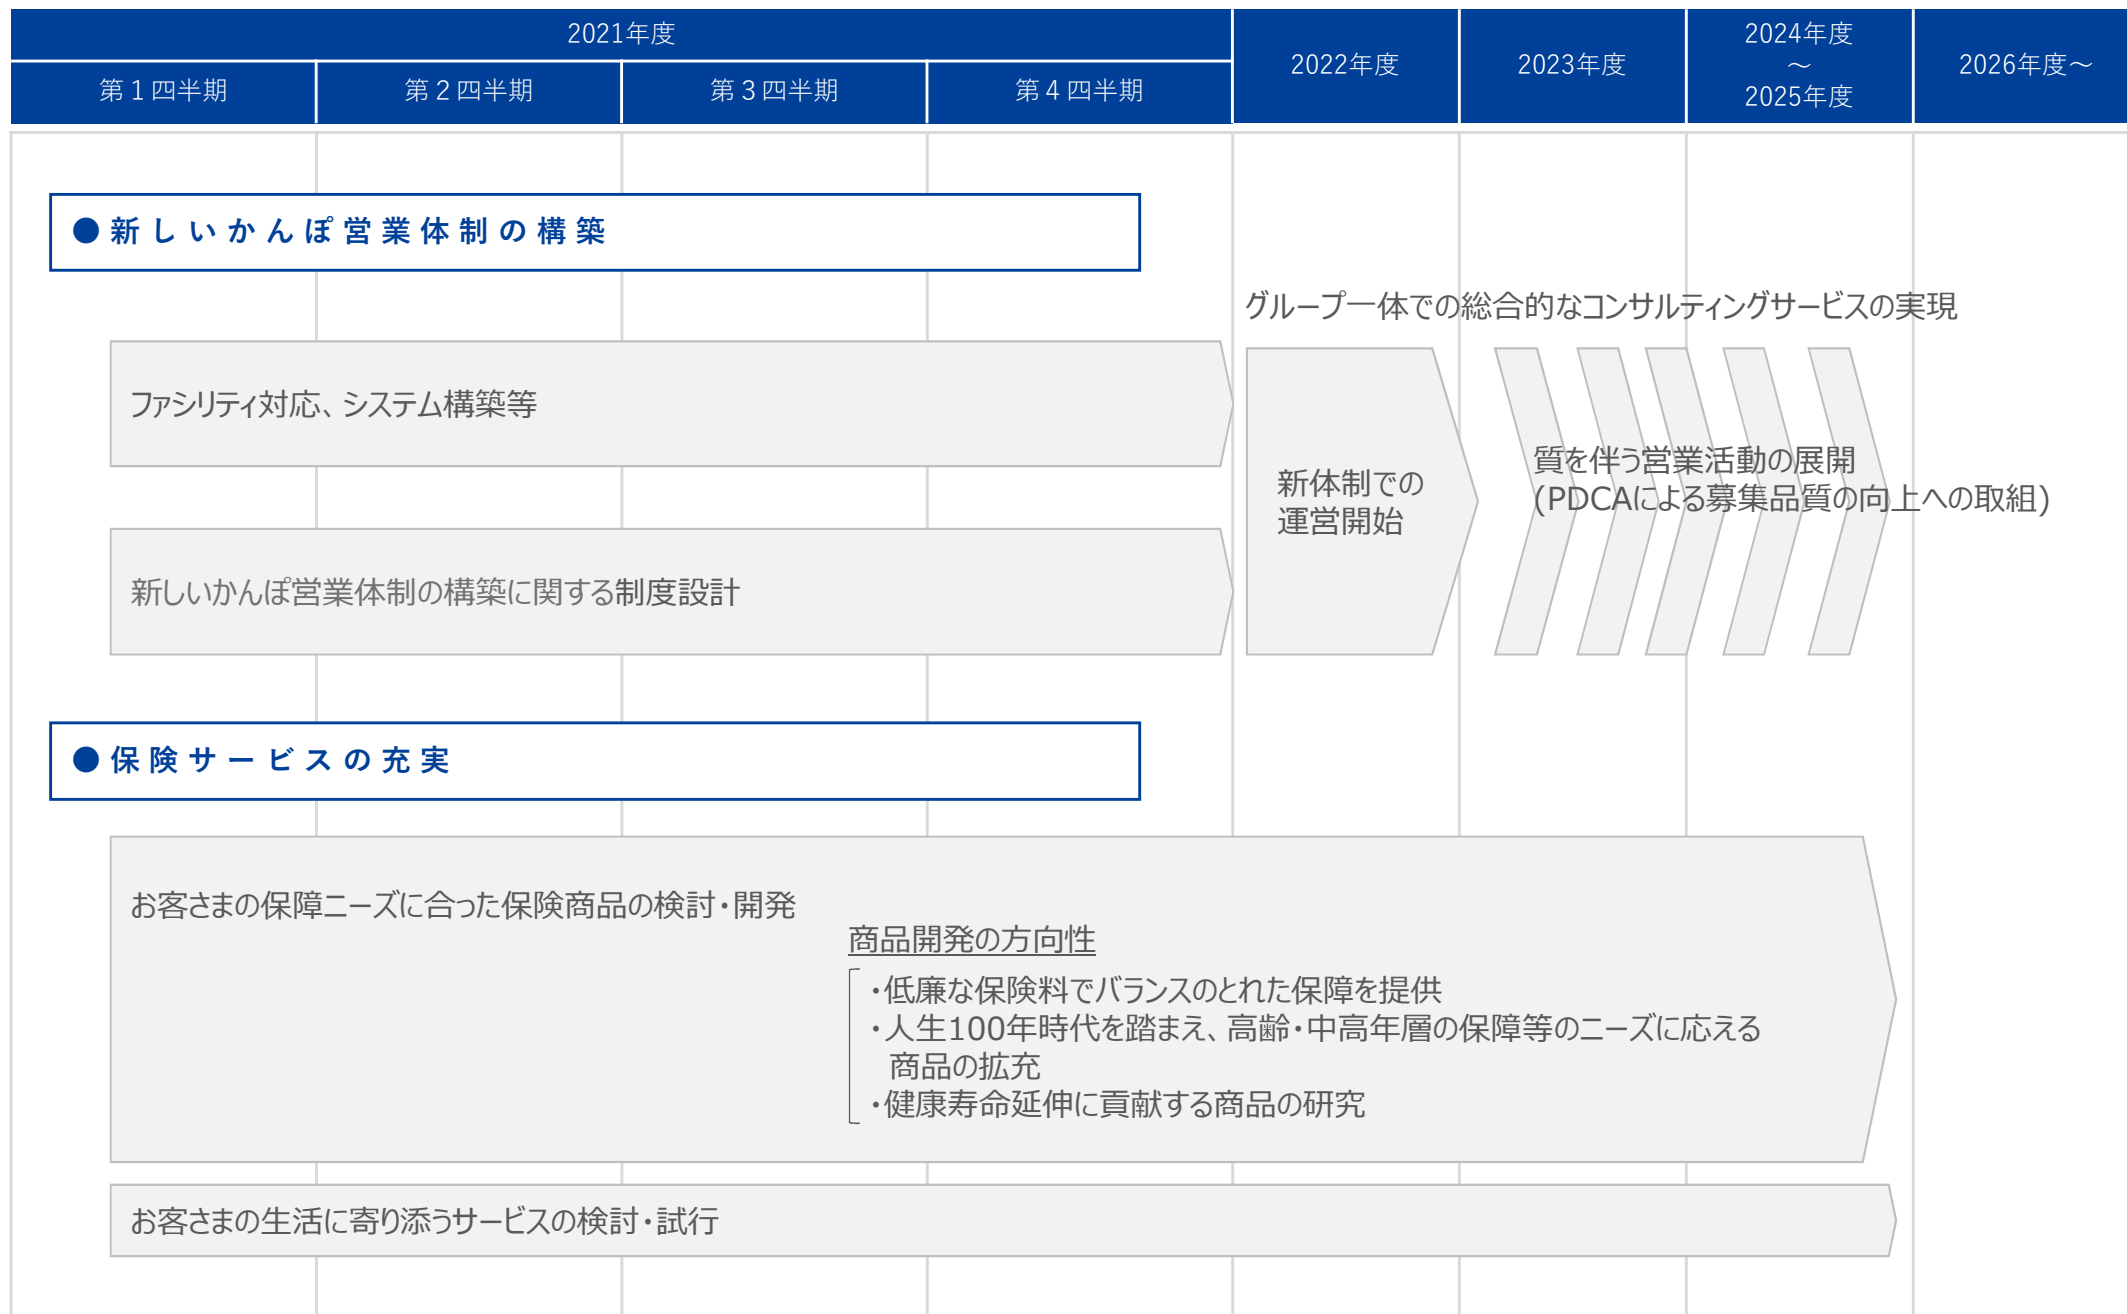 2021年度
第１四半期
第２四半期
第３四半期
第４四半期
2022年度
2023年度
2024年度
～
2025年度
2026年度～
●新しいかんぽ営業体制の構築
グループ一体での総合的なコンサルティングサービスの実現
ファシリティ対応、システム構築等
新しいかんぽ営業体制の構築に関する制度設計
新体制での
運営開始
質を伴う営業活動の展開
(PDCAによる募集品質の向上への取組)
●保険サービスの充実
お客さまの保障ニーズに合った保険商品の検討・開発
商品開発の方向性
・低廉な保険料でバランスのとれた保障を提供
・人生100年時代を踏まえ、高齢・中高年層の保障等のニーズに応える
商品の拡充
・健康寿命延伸に貢献する商品の研究
お客さまの生活に寄り添うサービスの検討・試行